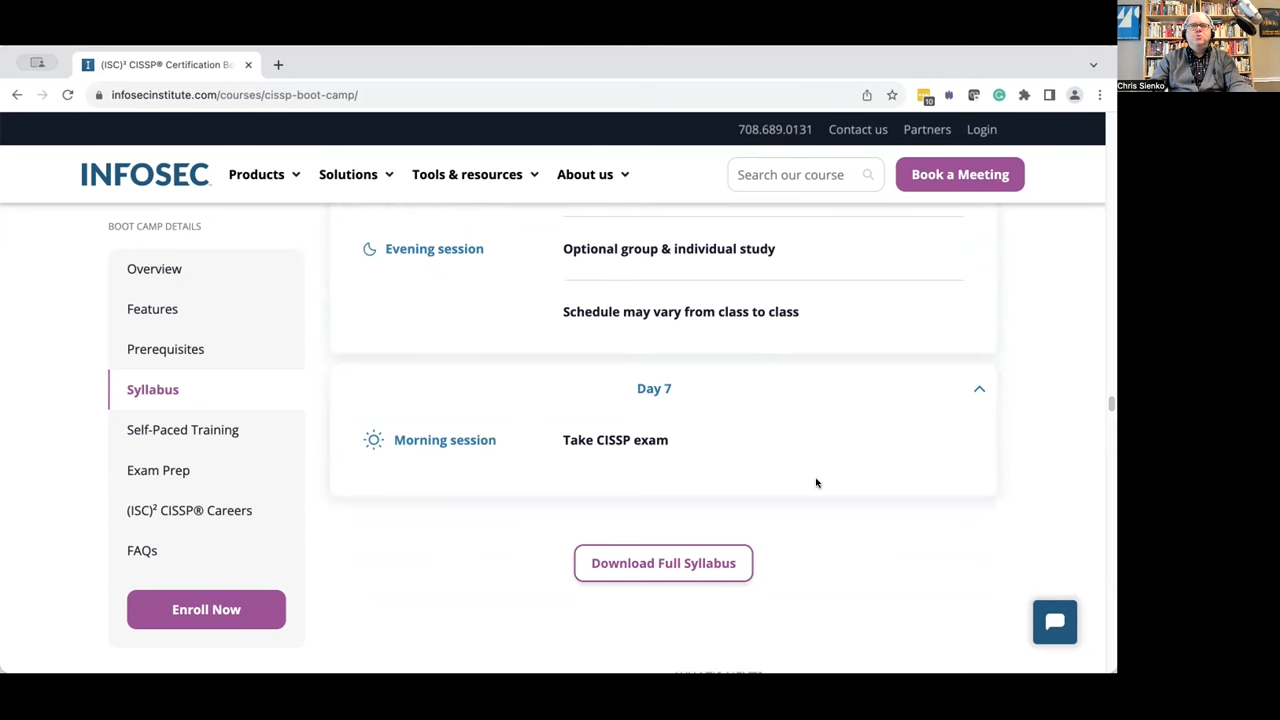 (ISC)² CISSP® Certification Bo
infosecinstitute.com/courses/cissp-boot-camp/
10
Chris Sienko
708.689.0131 Contact us Partners Login
INFOSEC Products Solutions Tools & resources About us Search our course Book a Meeting
BOOT CAMP DETAILS
Overview
Features
Prerequisites
Syllabus
Self-Paced Training
Exam Prep
(ISC)² CISSP® Careers
FAQs
Enroll Now
Evening session Optional group & individual study
Schedule may vary from class to class
Day 7
Morning session Take CISSP exam
Download Full Syllabus